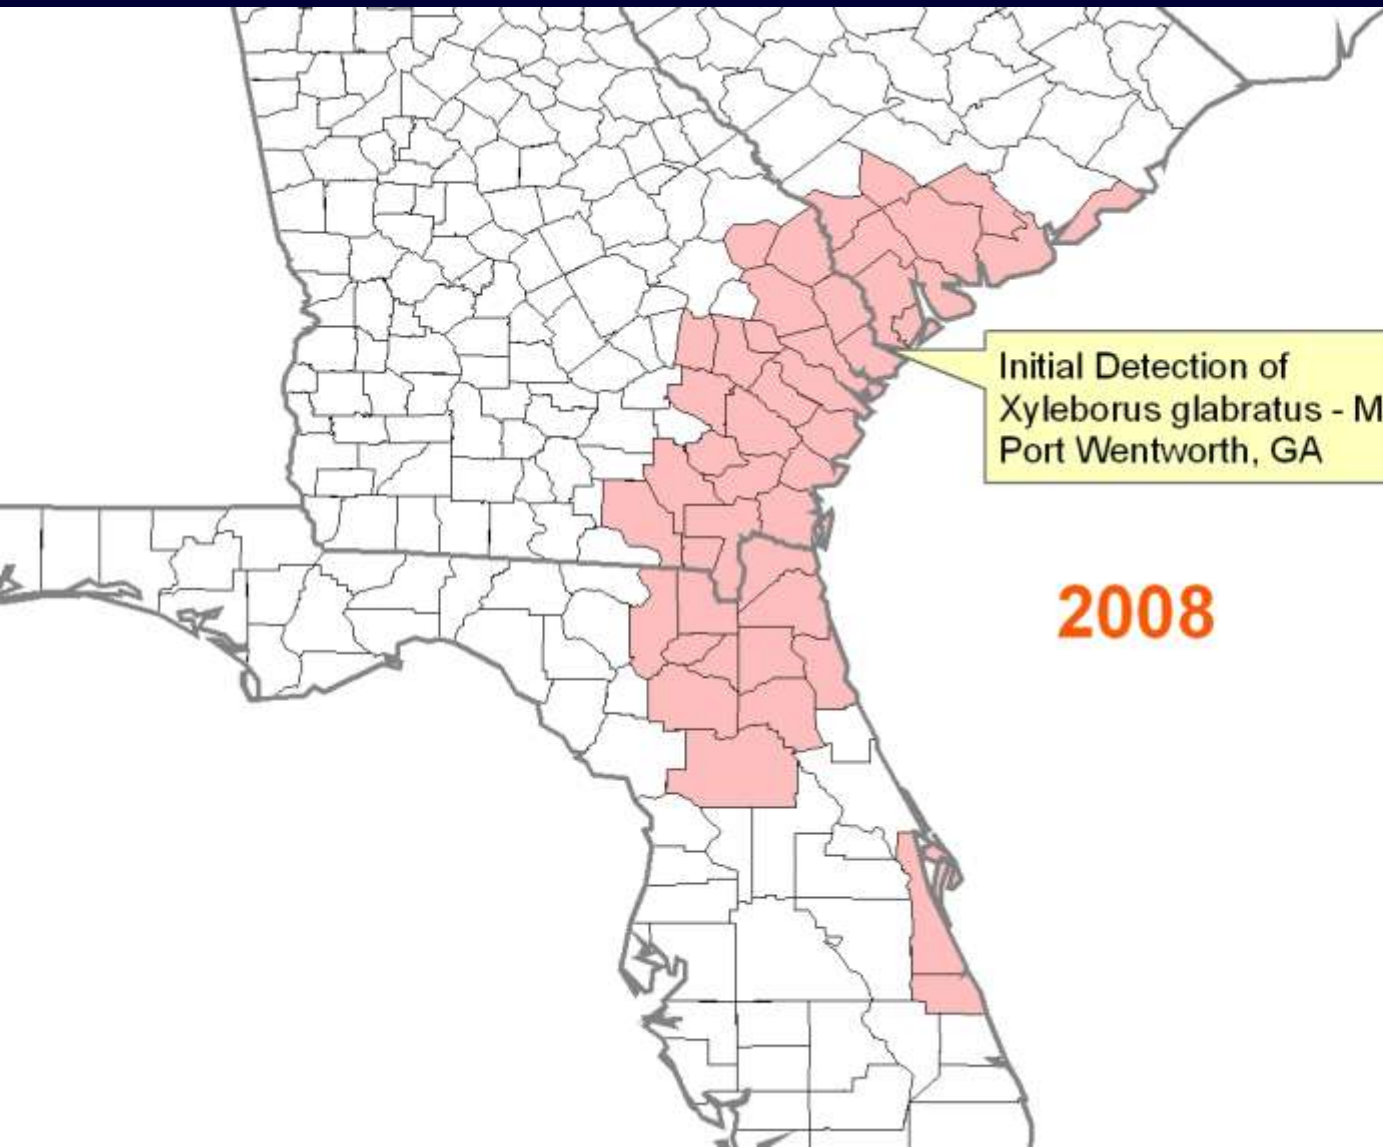 Initial Detection of
Xyleborus glabratus - M
Port Wentworth, GA
2008